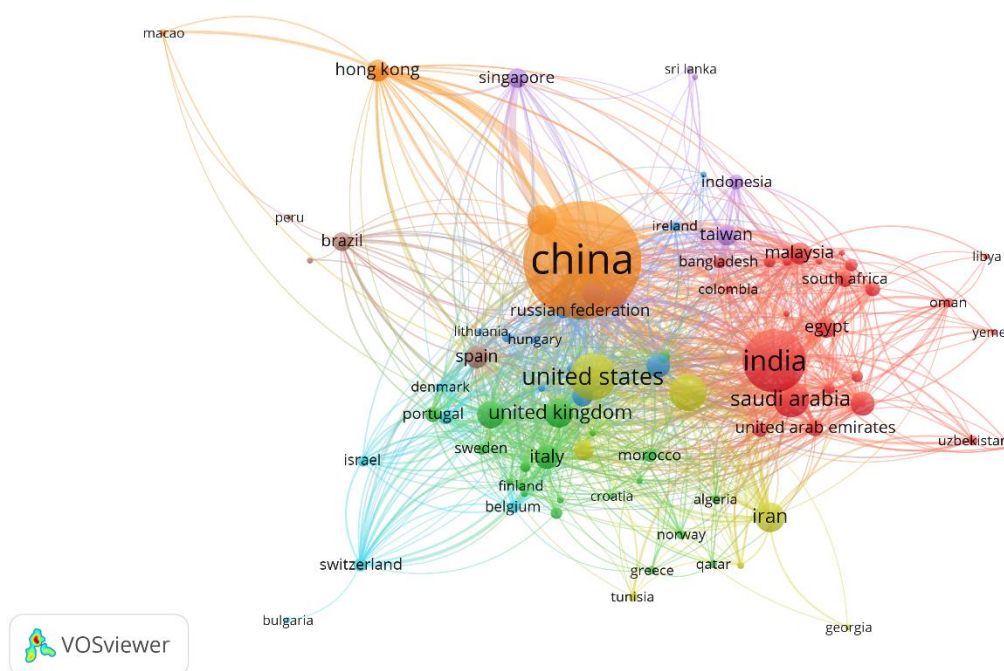 macao
hong kong
singapore
sri lanka
indonesia
peru
brazil
ireland
taiwan
china
bangladesh
malaysia
libya
colombia
south africa
russian federation
oman
lithuania
hungary
egypt
yeme
spain
india
united states
denmark
saudi arabia
portugal
united kingdom
united arab emirates
uzbekistan
sweden
italy
morocco
israel
finland
croatia
algeria
belgium
iran
norway
switzerland
greece
qatar
tunisia
bulgaria
georgia
VOSviewer